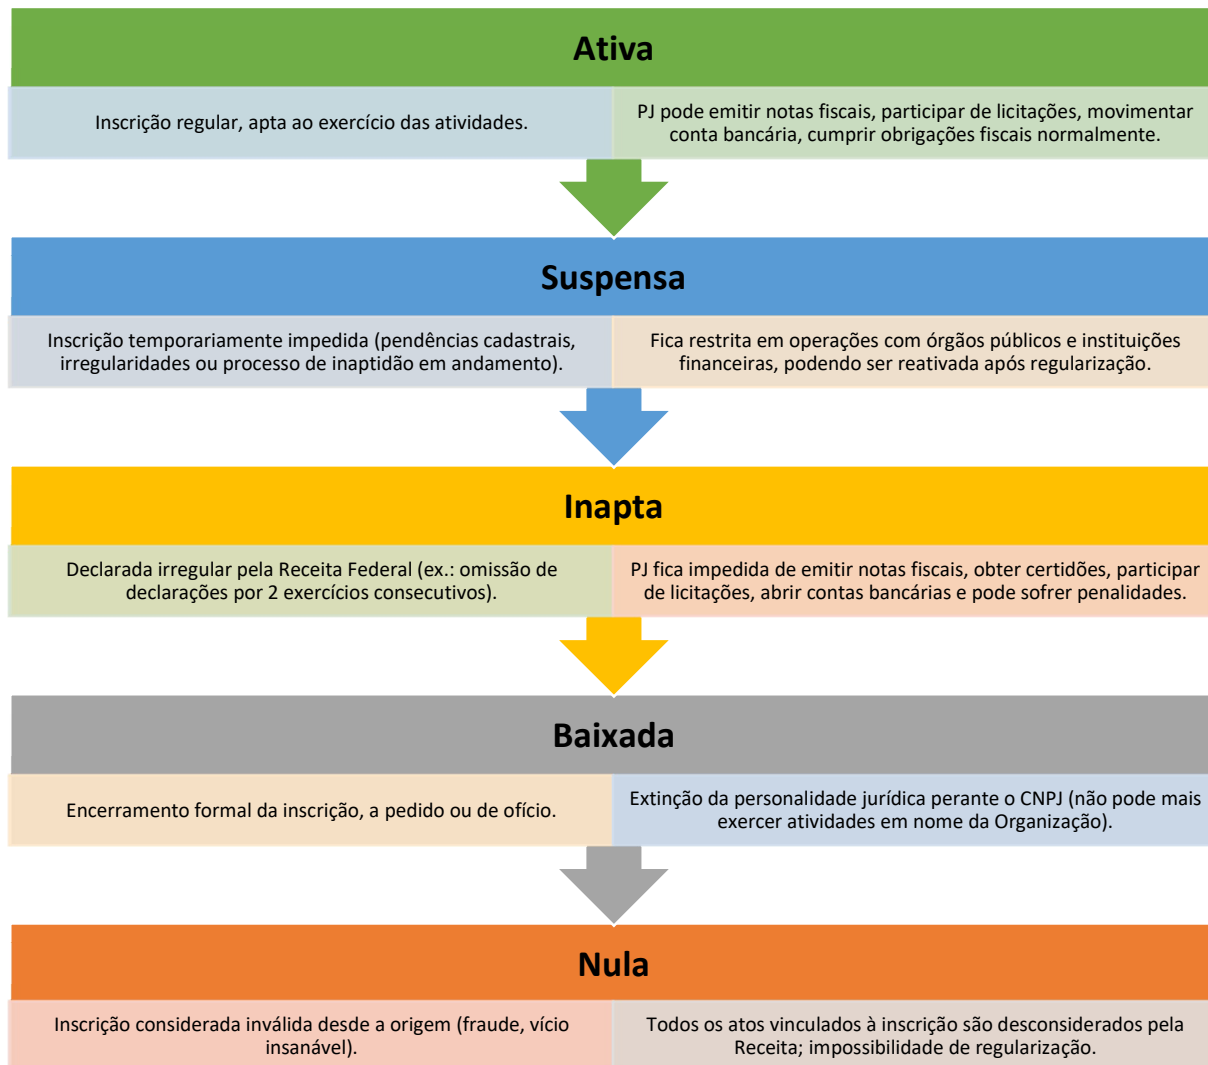 Ativa
Inscrição regular, apta ao exercício das atividades.
PJ pode emitir notas fiscais, participar de licitações, movimentar
conta bancária, cumprir obrigações fiscais normalmente.
Suspensa
Inscrição temporariamente impedida (pendências cadastrais,
irregularidades ou processo de inaptidão em andamento).
Fica restrita em operações com órgãos públicos e instituições
financeiras, podendo ser reativada após regularização.
Inapta
Declarada irregular pela Receita Federal (ex.: omissão de
declarações por 2 exercícios consecutivos).
PJ fica impedida de emitir notas fiscais, obter certidões, participar
de licitações, abrir contas bancárias e pode sofrer penalidades.
Baixada
Encerramento formal da inscrição, a pedido ou de ofício.
Extinção da personalidade jurídica perante o CNPJ (não pode mais
exercer atividades em nome da Organização).
Nula
Inscrição considerada inválida desde a origem (fraude, vício
insanável).
Todos os atos vinculados à inscrição são desconsiderados pela
Receita; impossibilidade de regularização.